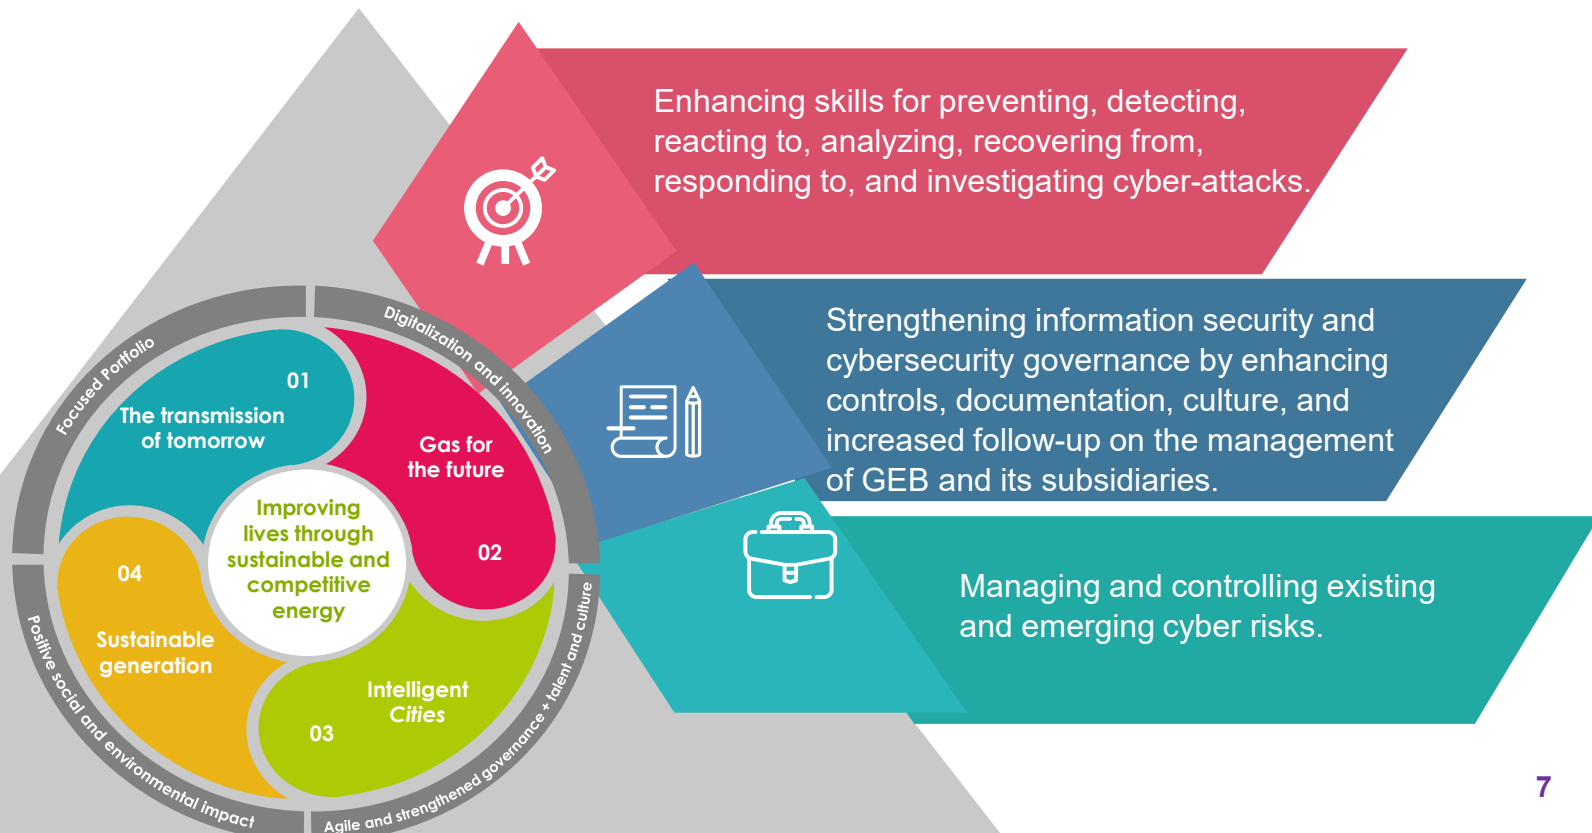 Enhancing skills for preventing, detecting,
reacting to, analyzing, recovering from,
responding to, and investigating cyber-attacks.
Strengthening information security and
cybersecurity governance by enhancing
controls, documentation, culture, and
increased follow-up on the management
of GEB and its subsidiaries.
Managing and controlling existing
and emerging cyber risks.
Focused Portfolio
Digitalization and innovation
Agile and strengthened governance + talent and culture
Positive social and environmental impact
01
The transmission
of tomorrow
Gas for
the future
02
Intelligent
Cities
03
04
Sustainable
generation
Improving
lives through
sustainable and
competitive
energy
7